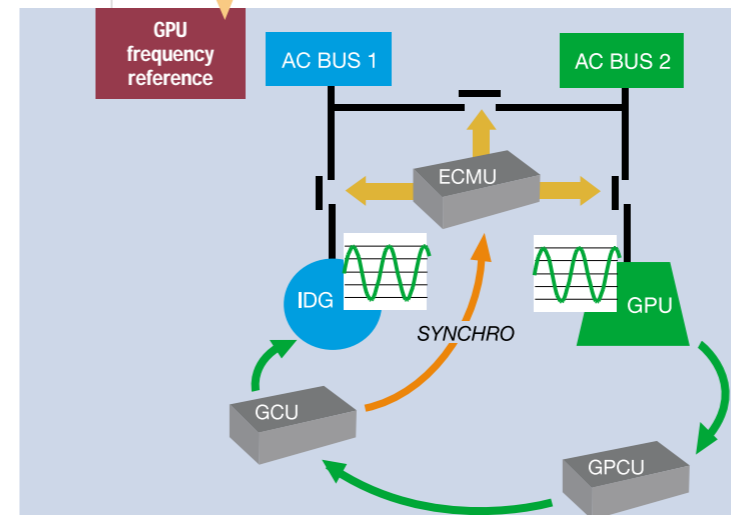 GPU
frequency
reference
AC BUS 1
AC BUS 2
ECMU
IDG
GPU
SYNCHRO
GCU
GPCU